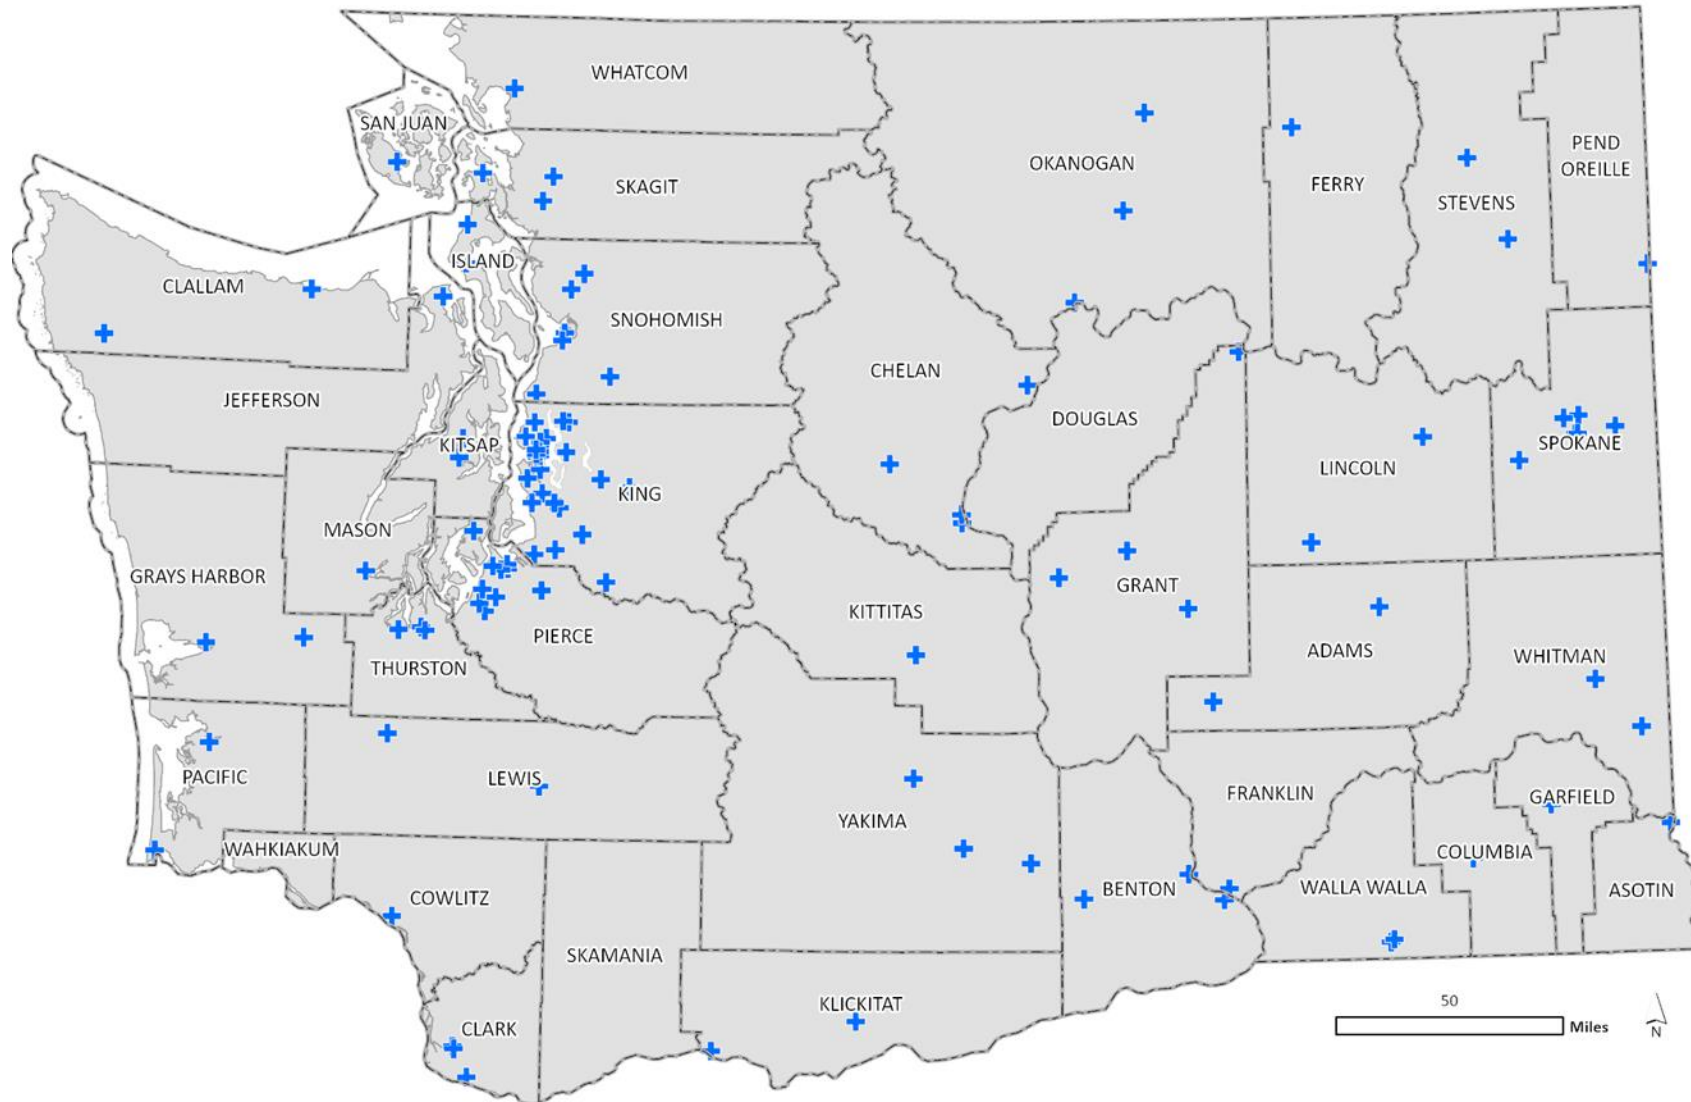 WHATCOM
SAN JUAN
SKAGIT
OKANOGAN
FERRY
STEVENS
PEND
OREILLE
ISLAND
CLALLAM
SNOHOMISH
CHELAN
JEFFERSON
DOUGLAS
KITSAP
SPOKANE
LINCOLN
KING
MASON
GRAYS HARBOR
GRANT
KITTITAS
PIERCE
ADAMS
WHITMAN
THURSTON
PACIFIC
LEWIS
FRANKLIN
GARFIELD
YAKIMA
WAHKIAKUM
COLUMBIA
BENTON
WALLA WALLA
ASOTIN
COWLITZ
SKAMANIA
KLICKITAT
CLARK
50
Miles
N